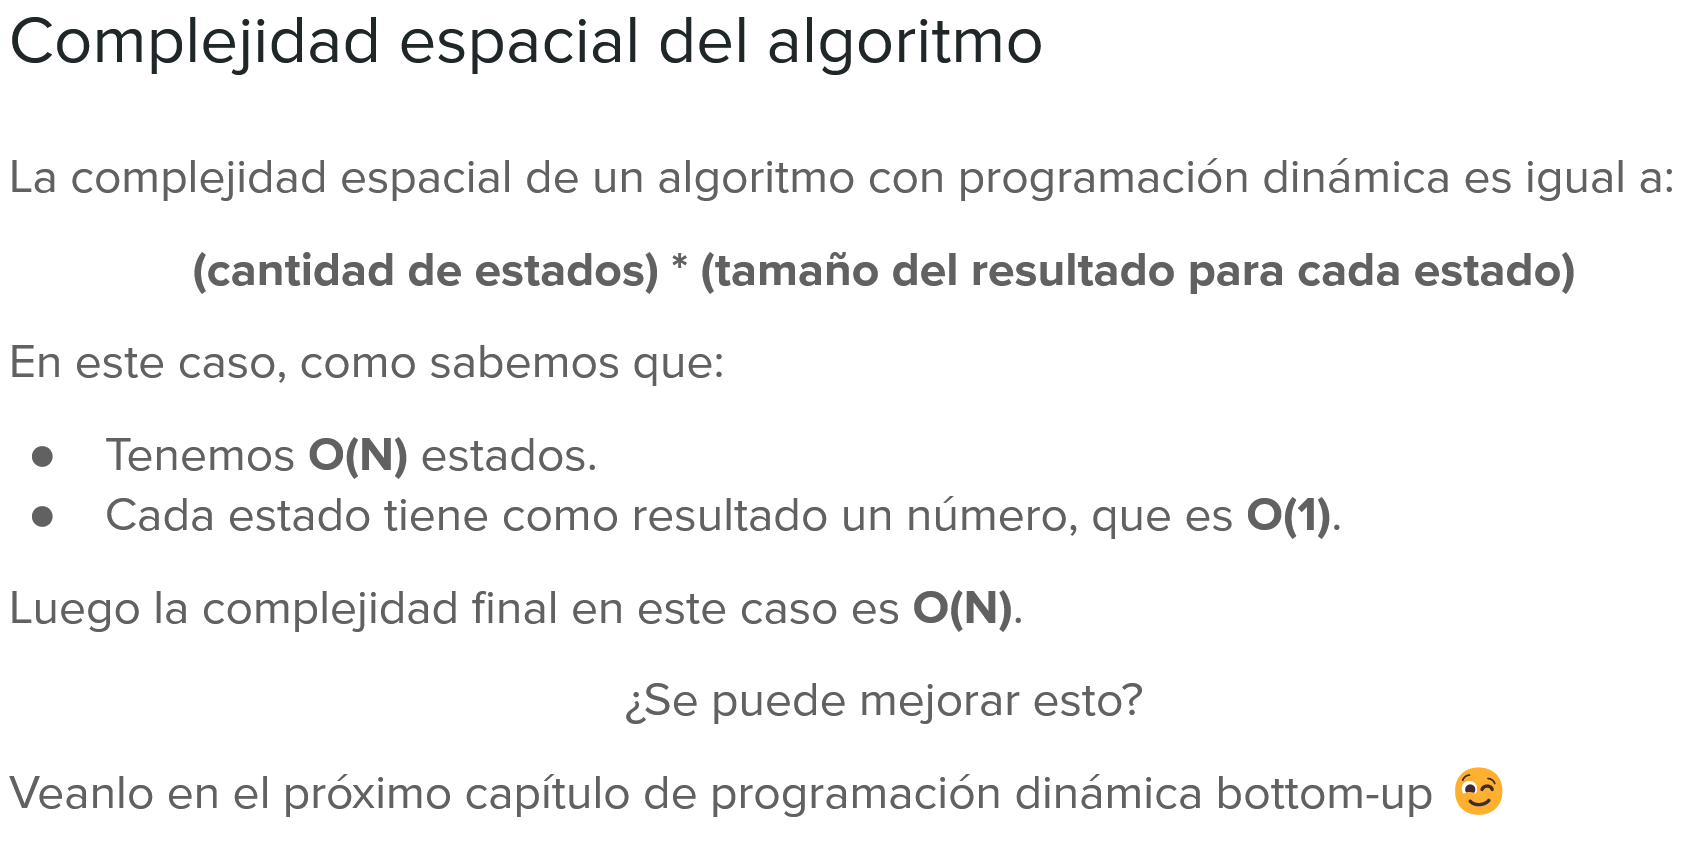 Complejidad espacial del algoritmo
La complejidad espacial de un algoritmo con programación dinámica es igual a:
(cantidad de estados) * (tamaño del resultado para cada estado)
En este caso, como sabemos que:
● Tenemos O(N) estados.
● Cada estado tiene como resultado un número, que es O(1).
Luego la complejidad final en este caso es O(N).
¿Se puede mejorar esto?
Veanlo en el próximo capítulo de programación dinámica bottom-up 😉